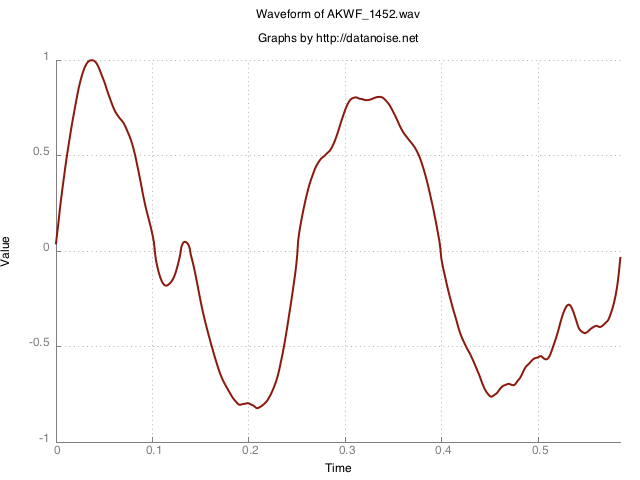 Waveform of AKWF_1452.wav
Graphs by http://datanoise.net
1
0.5
0
-0.5
-1
Value
0 0.1 0.2 0.3 0.4 0.5
Time